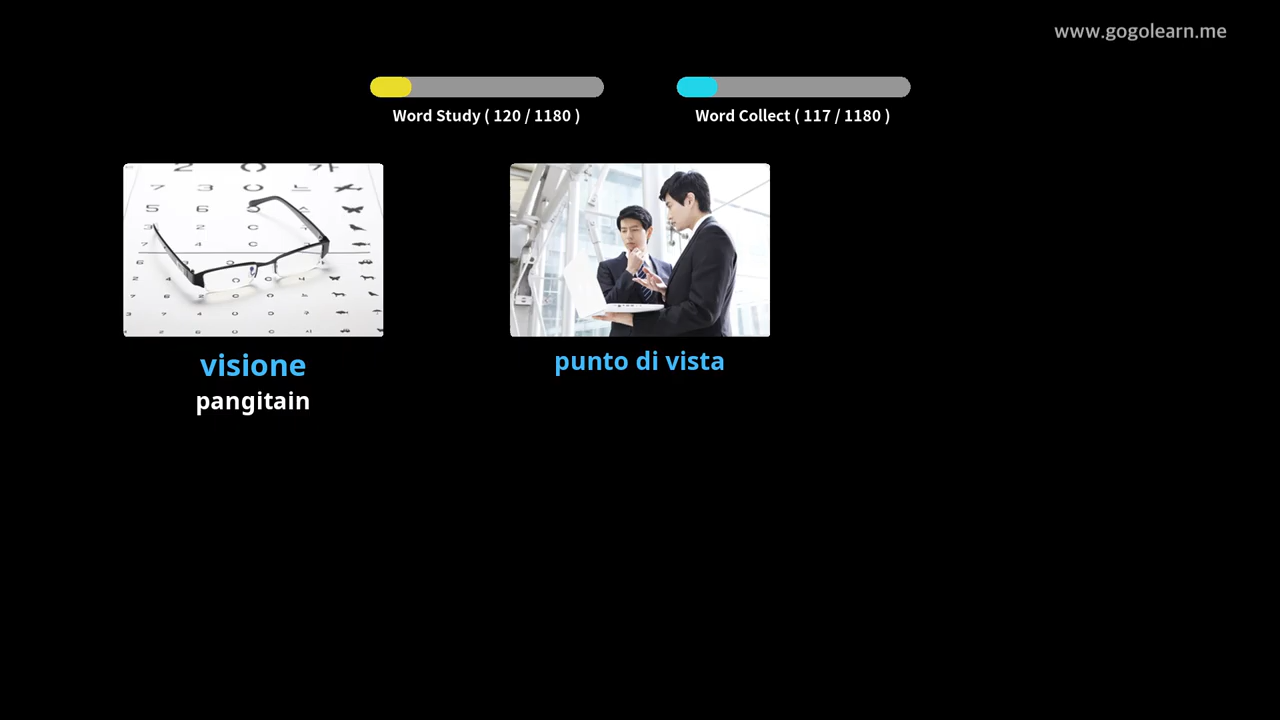 www.gogolearn.me
Word Study ( 120 / 1180 )
Word Collect ( 117 / 1180 )
visione
pangitain
punto di vista